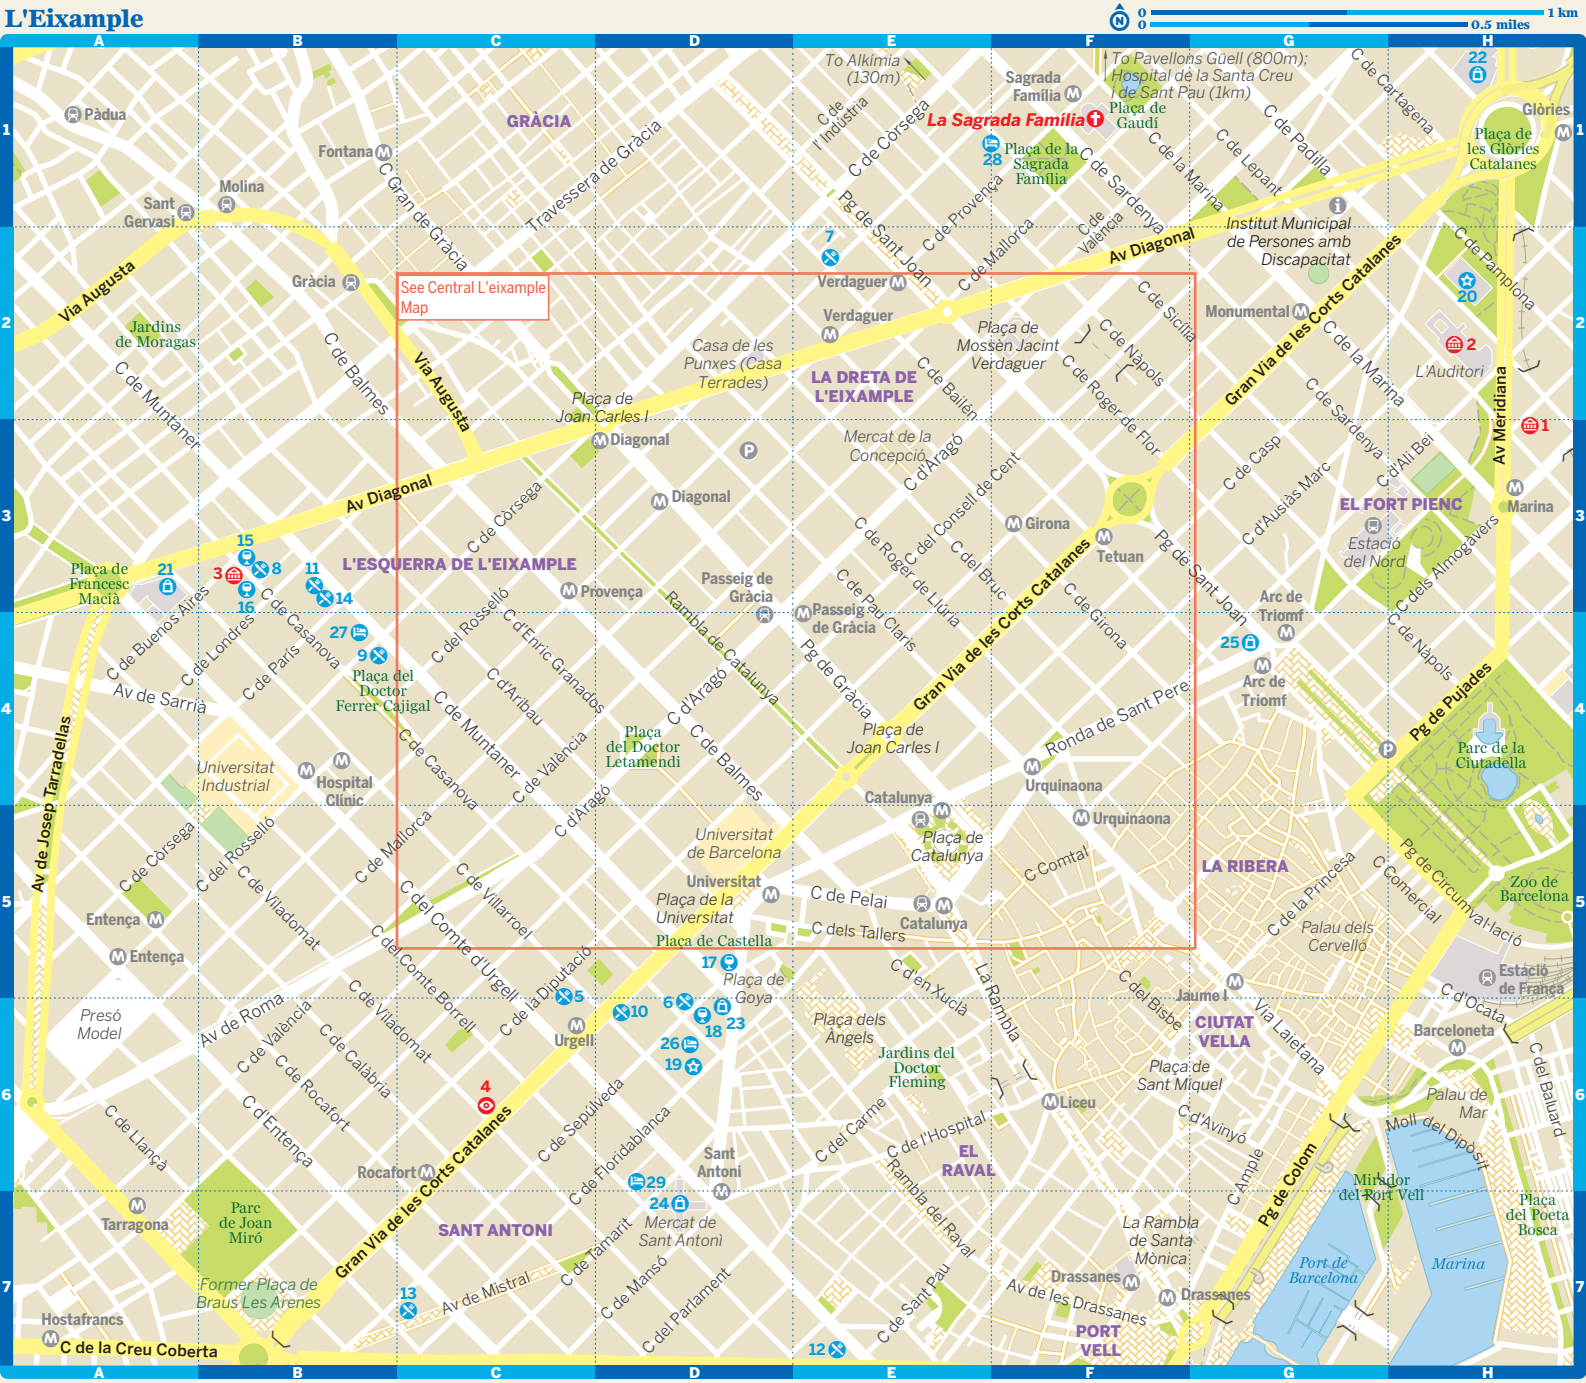 L'Eixample
0 1 km
0 0.5 miles
A B C D E F G H
1
2
3
4
5
6
7
1
2
3
4
5
6
7
A B C D E F G H
To Alkímia
(130m)
To Pavellons Güell (800m);
Hospital de la Santa Creu
i de Sant Pau (1km)
Sagrada
Família
Plaça de
Gaudí
La Sagrada Família
28
Plaça de la
Sagrada
Família
C de
l'Indústria
C de Còrsega
C de Cartagena
22
Glòries
Plaça de
les Glòries
Catalanes
Pàdua
GRÀCIA
Fontana
Molina
Sant
Gervasi
C Gran de Gràcia
Travessera de Gràcia
Pg de Sant Joan
C de Provença
C de Sardenya
C de la Marina
C de Lepant
C de Padilla
C de Mallorca
C de
València
Av Diagonal
Institut Municipal
de Persones amb
Discapacitat
C de Pamplona
20
7
Verdaguer
Verdaguer
Via Augusta
Gràcia
See Central L'eixample
Map
Jardins
de Moragas
C de Balmes
Via Augusta
C de Muntaner
Casa de les
Punxes (Casa
Terrades)
Plaça de
Joan Carles I
LA DRETA DE
L'EIXAMPLE
Plaça de
Mossèn Jacint
Verdaguer
C de Sicília
C de Nàpols
C de Bailén
C de Roger de Flor
Monumental
Gran Via de les Corts Catalanes
C de la Marina
C de Sardenya
2
L'Auditori
1
Av Meridiana
Diagonal
Diagonal
P
Mercat de la
Concepció
C d'Aragó
C del Consell de Cent
Av Diagonal
C de Còrsega
C de Casp
C d'Ausiàs Marc
C d'Ali Bei
EL FORT PIENC
Estació
del Nord
Marina
C dels Almogàvers
Girona
Tetuan
C de Roger de Llúria
C del Bruc
Pg de Sant Joan
Plaça de
Francesc
Macià
21
15
3
8
16
11
14
27
9
L'ESQUERRA DE L'EIXAMPLE
Provença
Passeig de
Gràcia
Passeig
de Gràcia
C de Pau Claris
C de Girona
Arc de
Triomf
25
Arc de
Triomf
C de Nàpols
C de Buenos Aires
C de Londres
C de París
C de Casanova
C del Rosselló
C d'Enric Granados
Rambla de Catalunya
Pg de Gràcia
Gran Via de les Corts Catalanes
Plaça del
Doctor
Ferrer Cajigal
Av de Sarrià
Av de Josep Tarradellas
C d'Aribau
C de Muntaner
C de València
C d'Aragó
C de Balmes
Plaça
del Doctor
Letamendi
Plaça de
Joan Carles I
Ronda de Sant Pere
Pg de Pujades
P
Parc de la
Ciutadella
Universitat
Industrial
Hospital
Clínic
C de Casanova
C d'Aragó
Catalunya
Urquinaona
Urquinaona
Plaça de
Catalunya
Universitat
de Barcelona
Universitat
Plaça de la
Universitat
C de Pelai
Catalunya
C Comtal
LA RIBERA
C de la Princesa
C Comercial
Pg de Circumval·lació
Zoo de
Barcelona
Palau dels
Cervelló
Estació
de França
C de Còrsega
C del Rosselló
C de Mallorca
C de Viladomat
C del Comte d'Urgell
C de Villarroel
C del Comte Borrell
Entença
Entença
Plaça de Castella
C dels Tallers
17
Plaça de
Goya
5
6
10
18
23
26
19
C de la Diputació
Urgell
C d'en Xuclà
La Rambla
C del Bisbe
Jaume I
CIUTAT
VELLA
Via Laietana
C d'Ocata
Barceloneta
C del Baluard
Presó
Model
Av de Roma
C de València
C de Viladomat
C de Calàbria
C de Rocafort
C d'Entença
C de Llançà
4
Gran Via de les Corts Catalanes
Plaça dels
Àngels
Jardins del
Doctor
Fleming
Plaça de
Sant Miquel
Liceu
C d'Avinyó
Palau de
Mar
Moll del Dipòsit
C de Sepúlveda
C de Floridablanca
C del Carme
C de l'Hospital
EL
RAVAL
Rambla del Raval
C Ample
Pg de Colom
Mirador
del Port Vell
Plaça
del Poeta
Bosca
Rocafort
Sant
Antoni
29
24
Mercat de
Sant Antoni
Tarragona
Parc
de Joan
Miró
SANT ANTONI
C de Tamarit
C de Mansó
C del Parlament
Av de Mistral
La Rambla
de Santa
Mònica
Drassanes
Drassanes
Av de les Drassanes
Port de
Barcelona
Marina
Former Plaça de
Braus Les Arenes
13
12
C de Sant Pau
PORT
VELL
Hostafrancs
C de la Creu Coberta